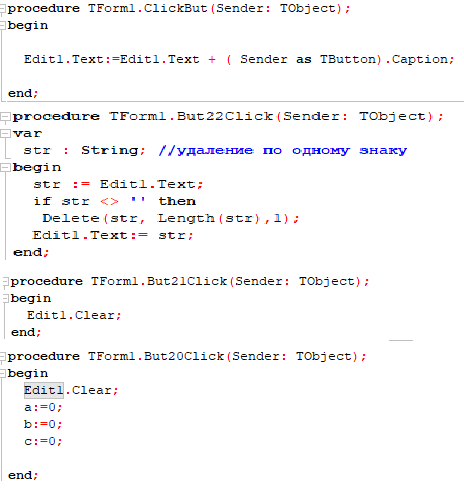 procedure TForm1.ClickBut(Sender: TObject);
begin
Edit1.Text:=Edit1.Text + ( Sender as TButton).Caption;
end;
procedure TForm1.But22Click(Sender: TObject);
var
str : String; //удаление по одному знаку
begin
str := Edit1.Text;
if str <> '' then
Delete(str, Length(str),1);
Edit1.Text:= str;
end;
procedure TForm1.But21Click(Sender: TObject);
begin
Edit1.Clear;
end;
procedure TForm1.But20Click(Sender: TObject);
begin
Edit1.Clear;
a:=0;
b:=0;
c:=0;
end;